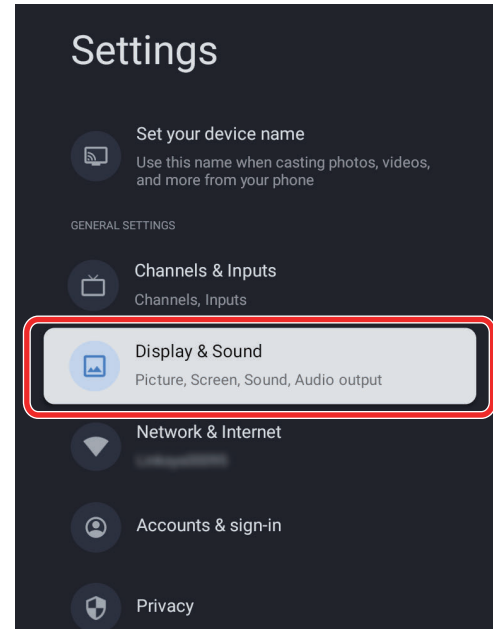 Settings
Set your device name
Use this name when casting photos, videos,
and more from your phone
GENERAL SETTINGS
Channels & Inputs
Channels, Inputs
Display & Sound
Picture, Screen, Sound, Audio output
Network & Internet
Accounts & sign-in
Privacy